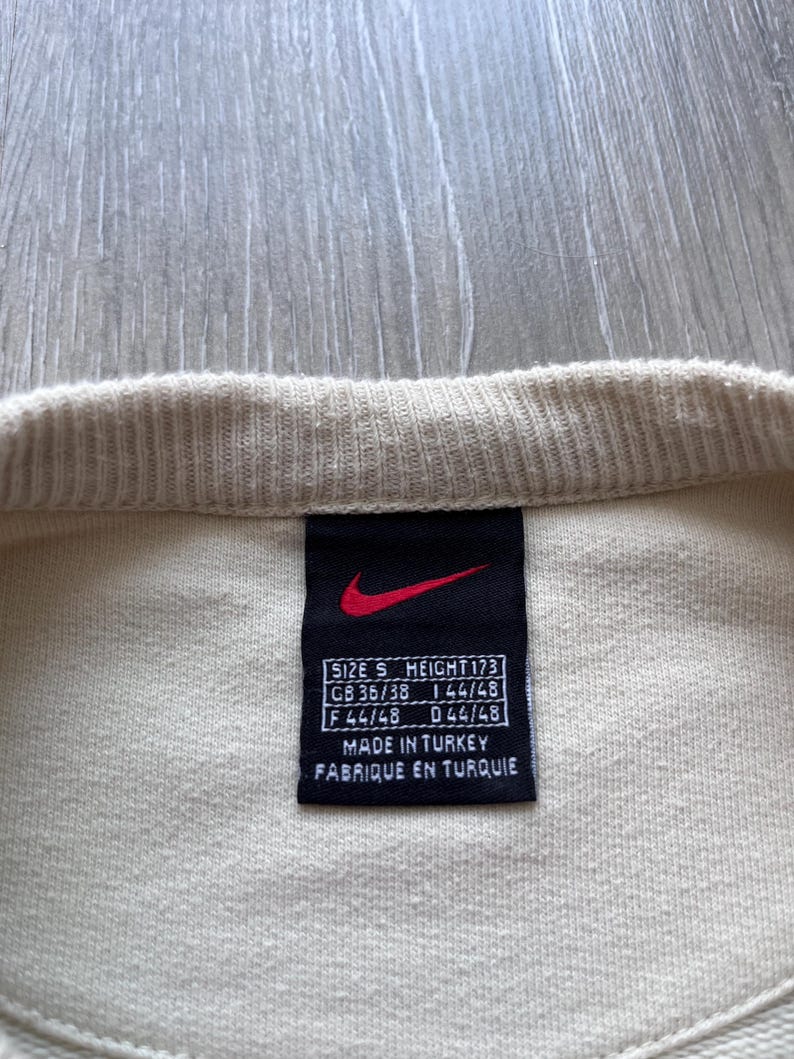 SIZE S HEIGHT 173
GB 36/38 I 44/48
F 44/48 D 44/48
MADE IN TURKEY
FABRIQUE EN TURQUIE